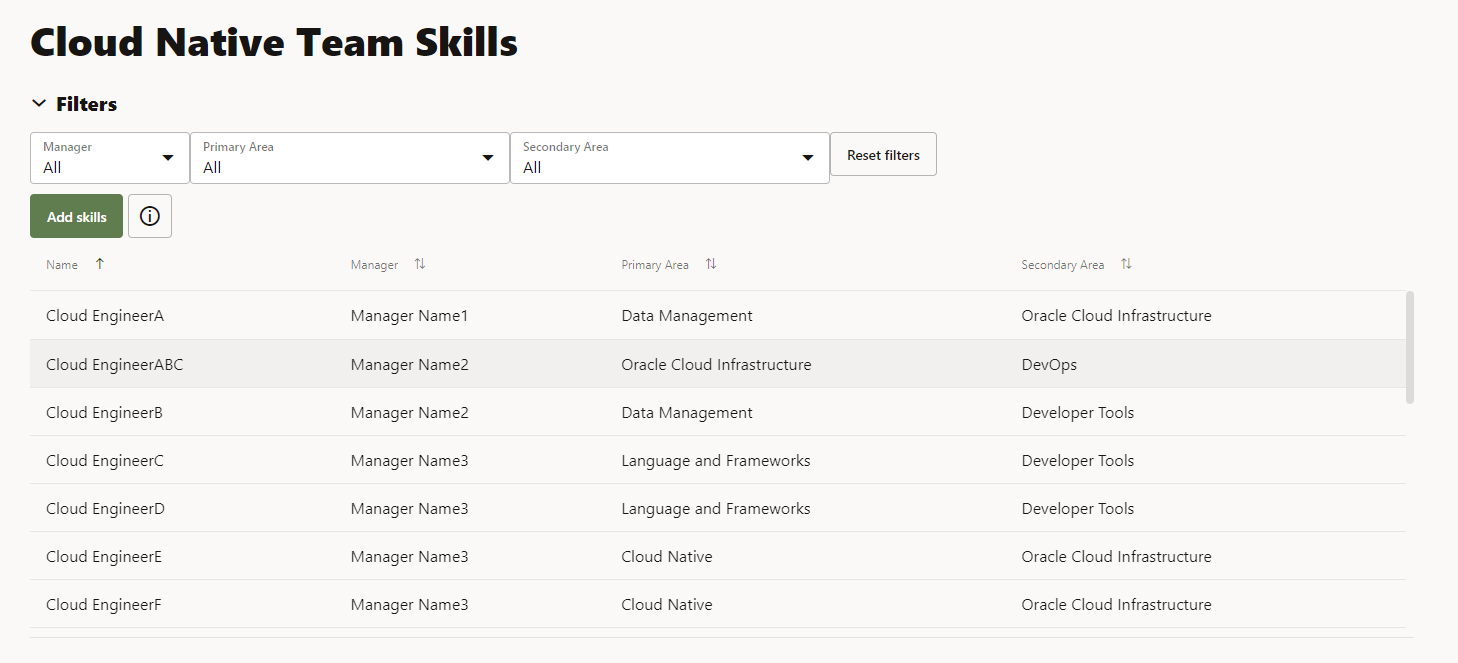 Cloud Native Team Skills
Filters
Manager Primary Area Secondary Area
All All All Reset filters
Add skills
Name Manager Primary Area Secondary Area
Cloud EngineerA Manager Name1 Data Management Oracle Cloud Infrastructure
Cloud EngineerABC Manager Name2 Oracle Cloud Infrastructure DevOps
Cloud EngineerB Manager Name2 Data Management Developer Tools
Cloud EngineerC Manager Name3 Language and Frameworks Developer Tools
Cloud EngineerD Manager Name3 Language and Frameworks Developer Tools
Cloud EngineerE Manager Name3 Cloud Native Oracle Cloud Infrastructure
Cloud EngineerF Manager Name3 Cloud Native Oracle Cloud Infrastructure